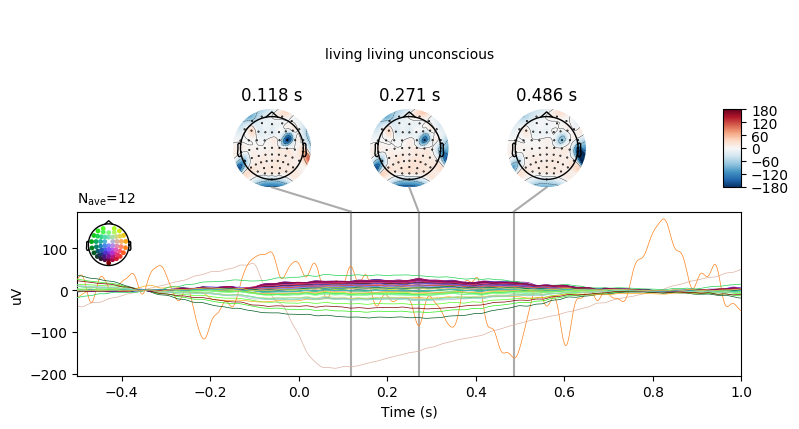 living living unconscious
0.118 s 0.271 s 0.486 s
180
120
60
0
−60
−120
−180
Nave=12
100
0
−100
−200
uV
−0.4 −0.2 0.0 0.2 0.4 0.6 0.8 1.0
Time (s)